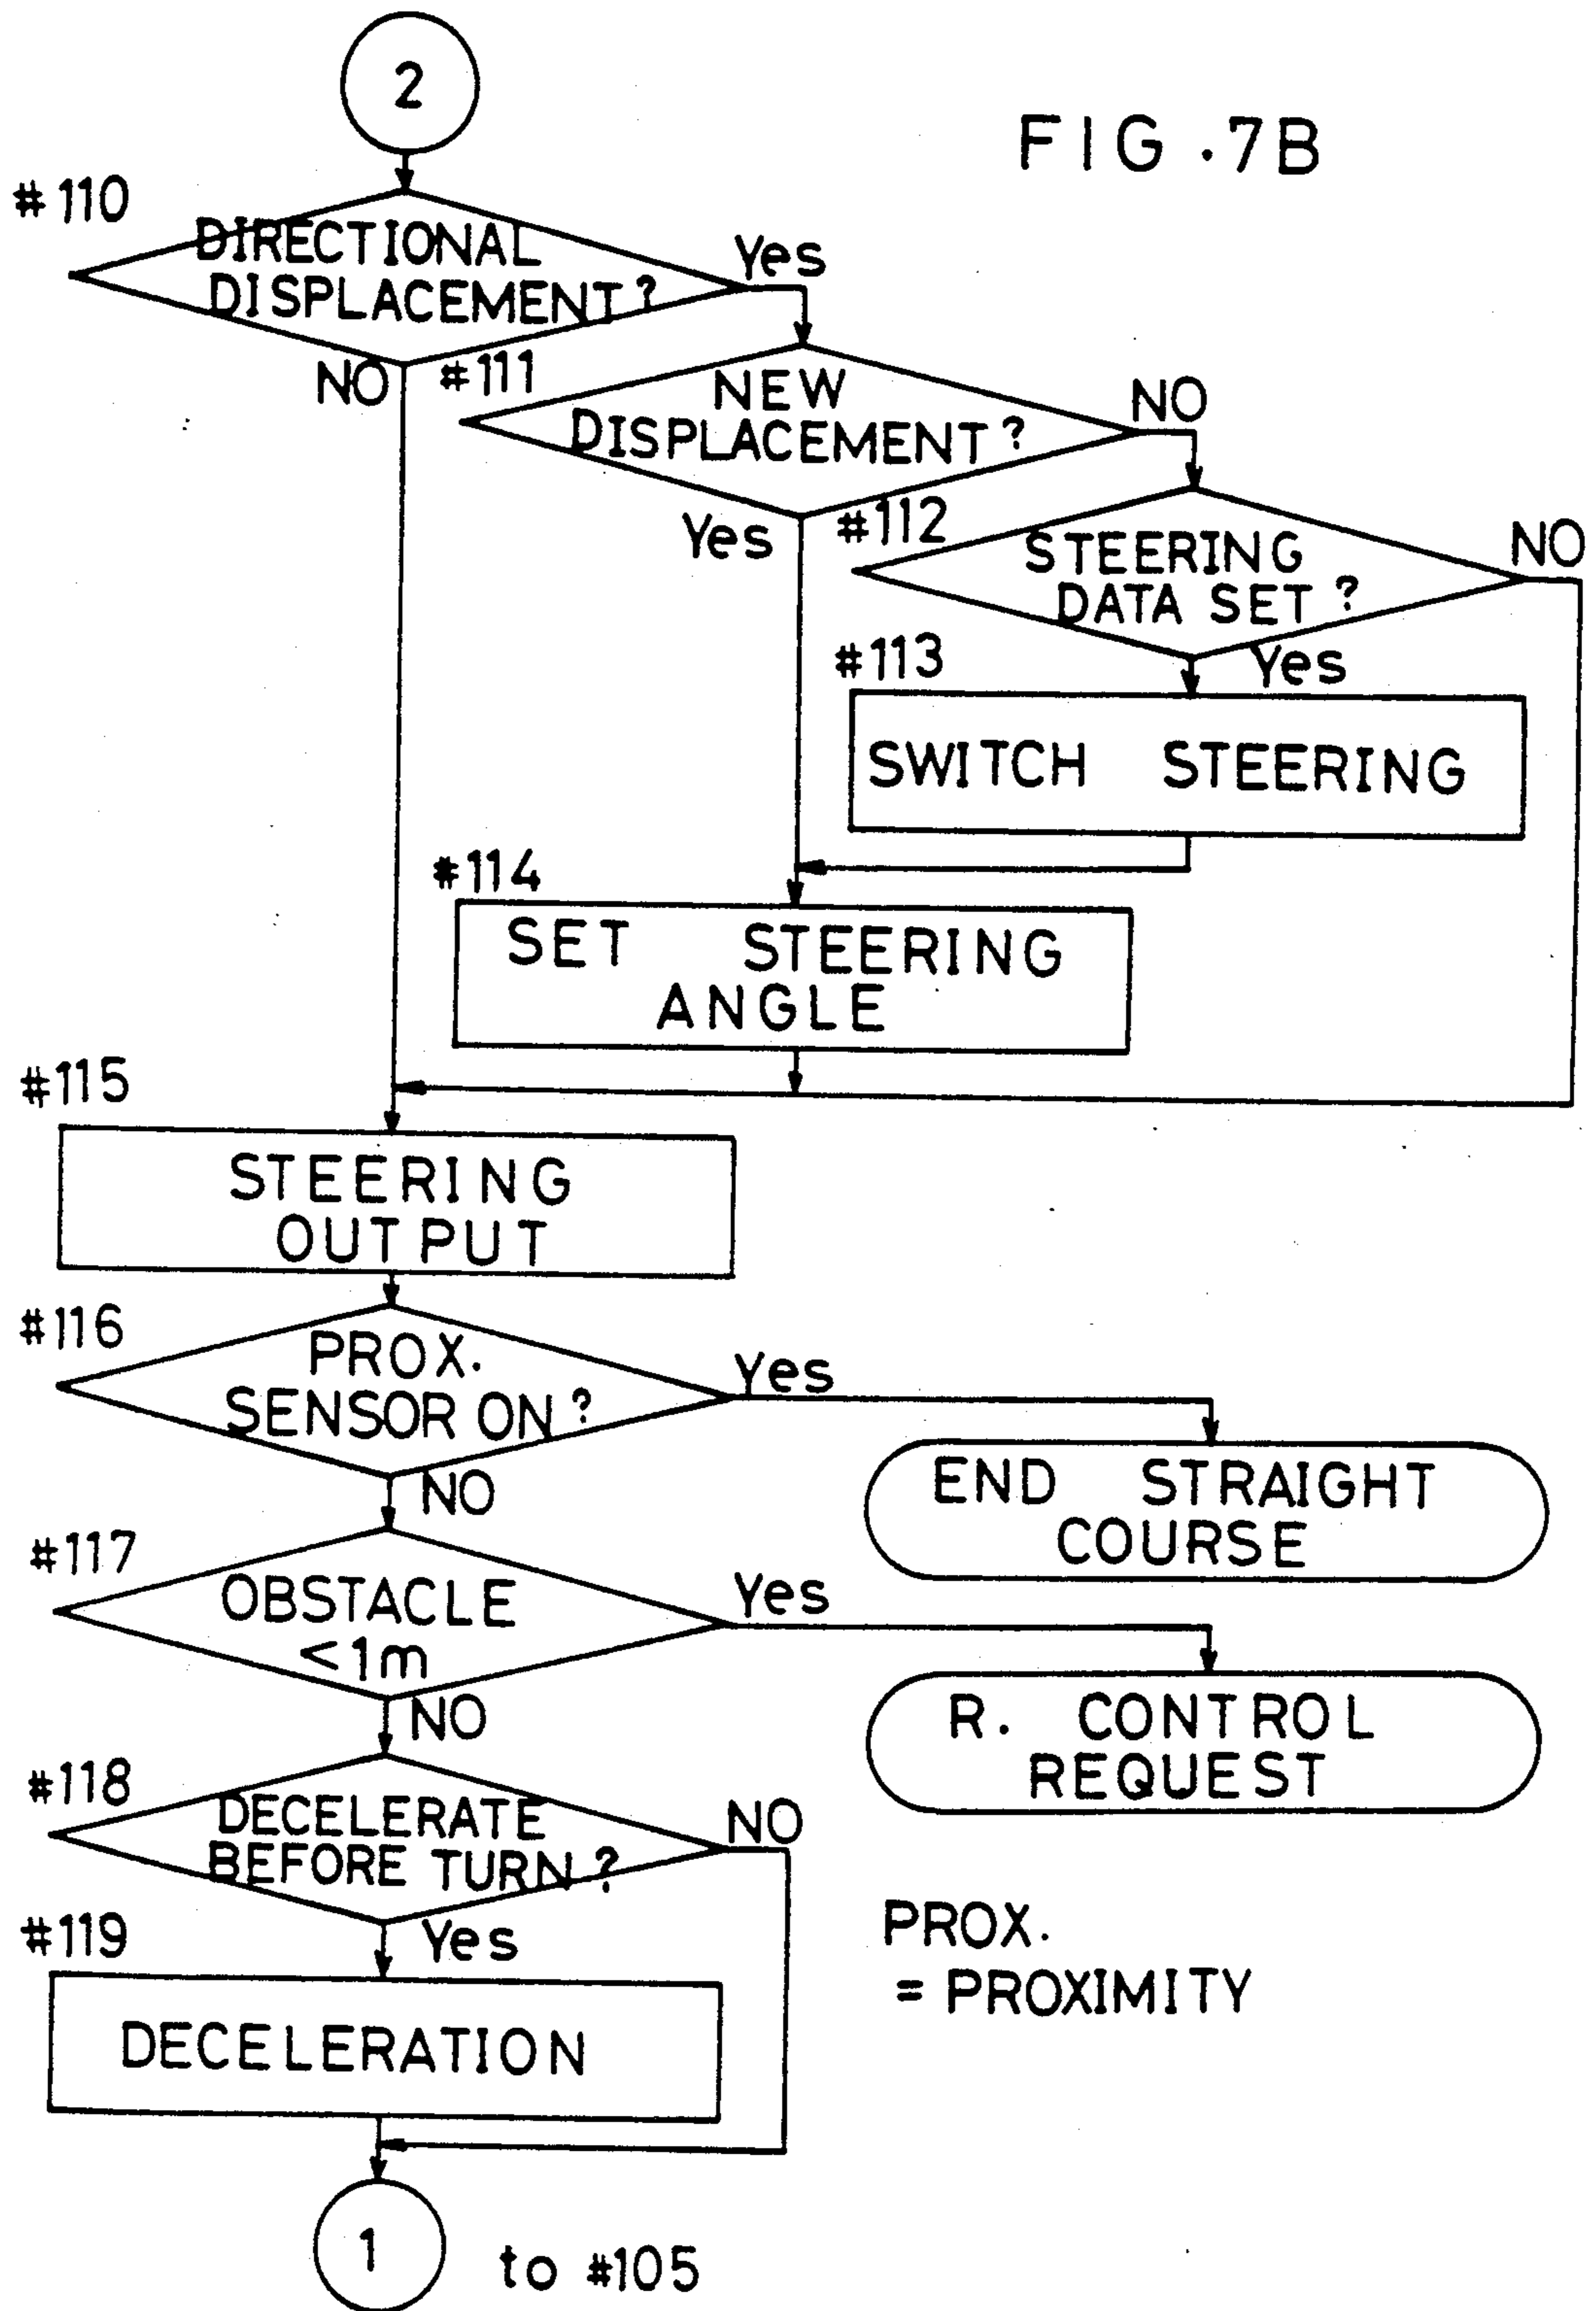 2
FIG.7B
#110
DIRECTIONAL
DISPLACEMENT?
Yes
NO
#111
NEW
DISPLACEMENT?
NO
Yes
#112
STEERING
DATA SET?
NO
Yes
#113
SWITCH STEERING
#114
SET STEERING
ANGLE
#115
STEERING
OUTPUT
#116
PROX.
SENSOR ON?
Yes
NO
END STRAIGHT
COURSE
#117
OBSTACLE
<1m
Yes
NO
R. CONTROL
REQUEST
#118
DECELERATE
BEFORE TURN?
NO
Yes
#119
DECELERATION
PROX.
= PROXIMITY
1
to #105